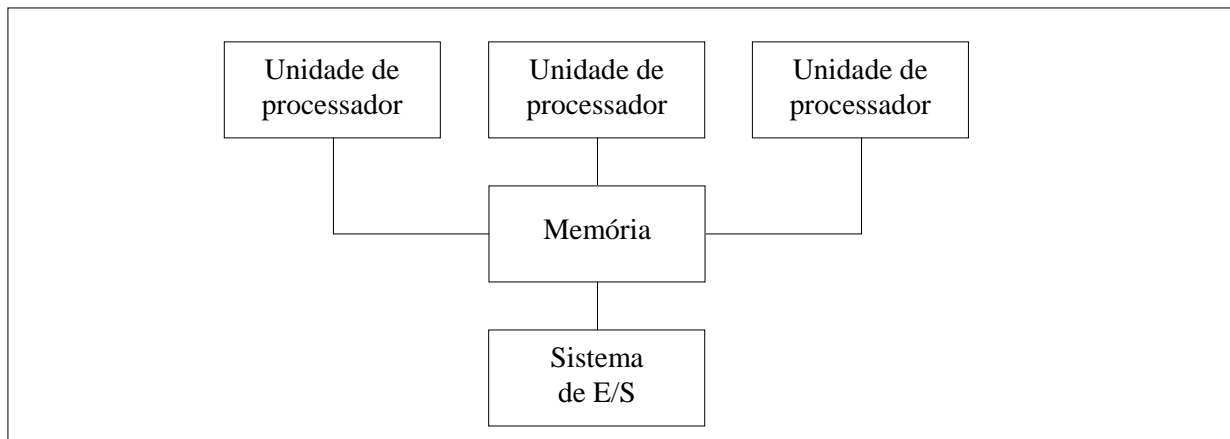 Unidade de
processador
Unidade de
processador
Unidade de
processador
Memória
Sistema
de E/S